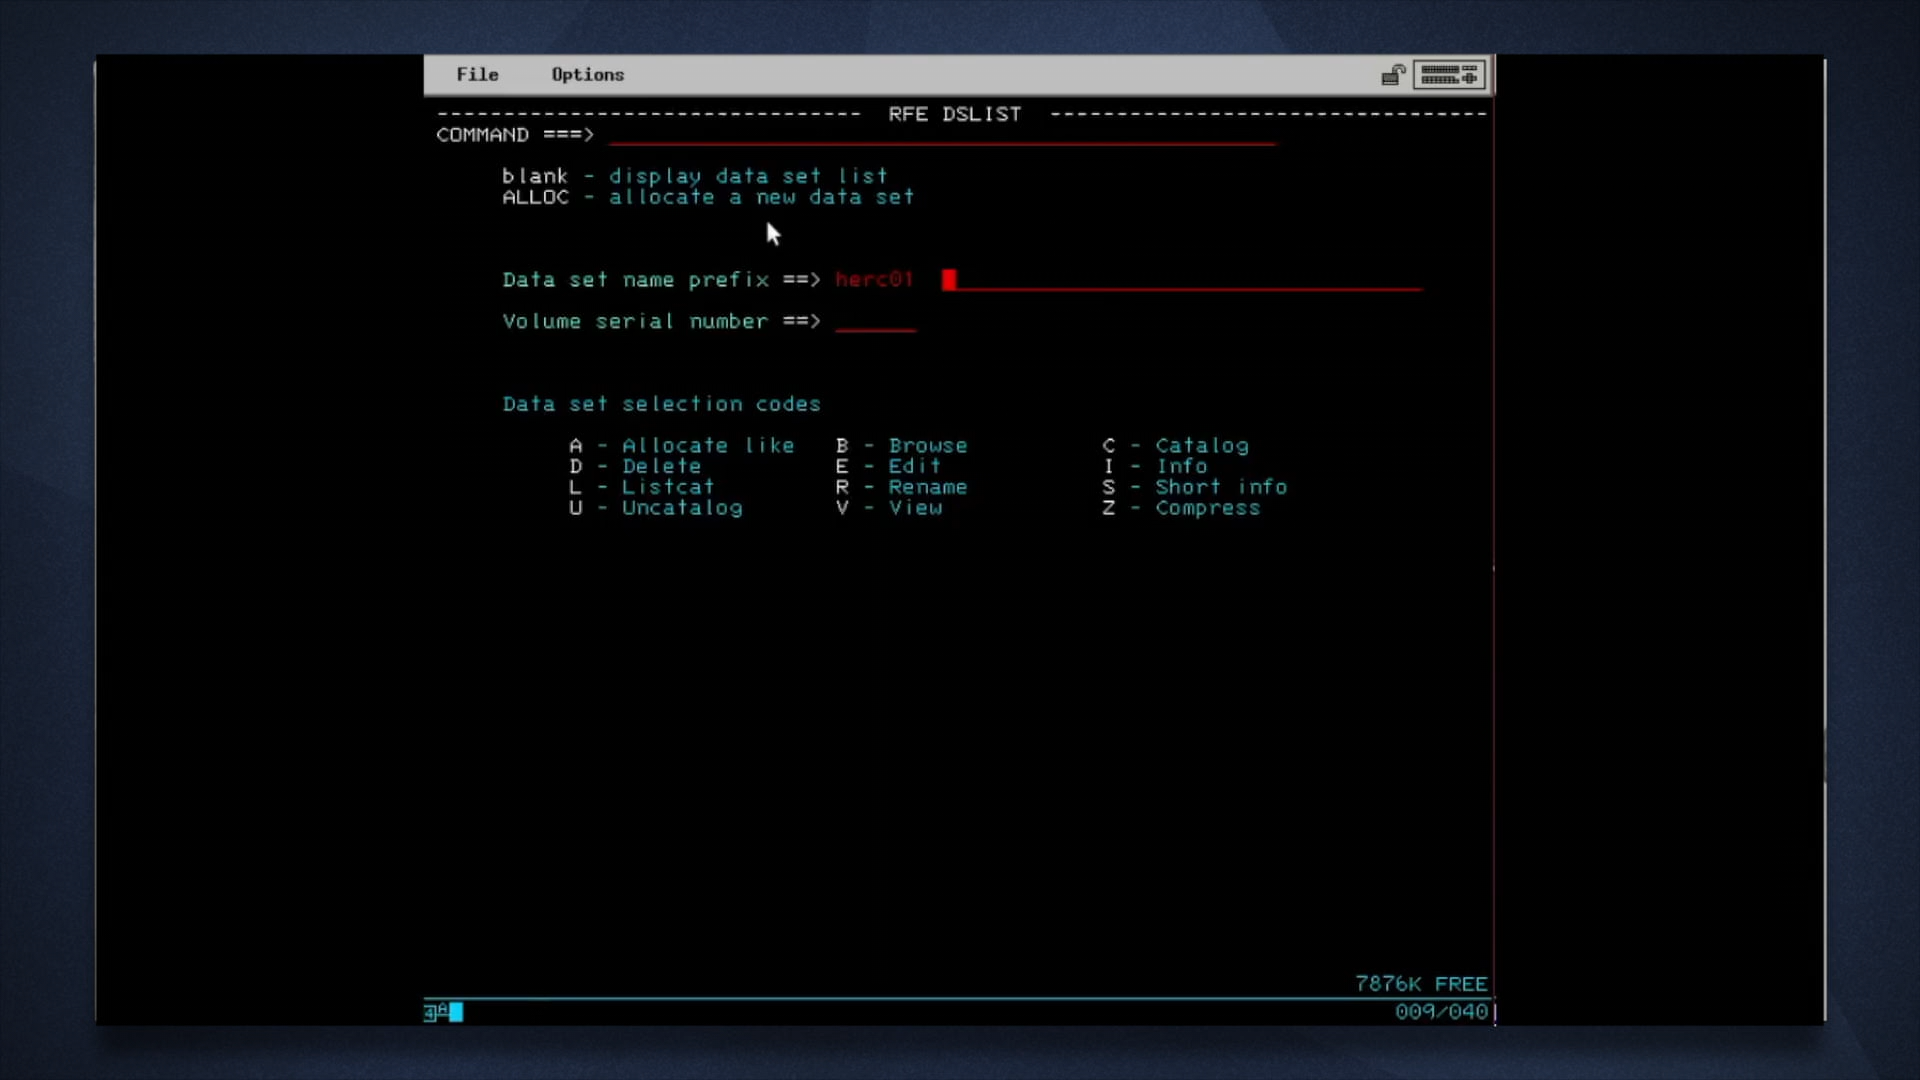 File Options
------------------------------- RFE DSLIST ---------------------------------
COMMAND ===>
blank - display data set list
ALLOC - allocate a new data set
Data set name prefix ==> herc01
Volume serial number ==>
Data set selection codes
A - Allocate like B - Browse C - Catalog
D - Delete E - Edit I - Info
L - Listcat R - Rename S - Short info
U - Uncatalog V - View Z - Compress
7876K FREE
4A 009/040